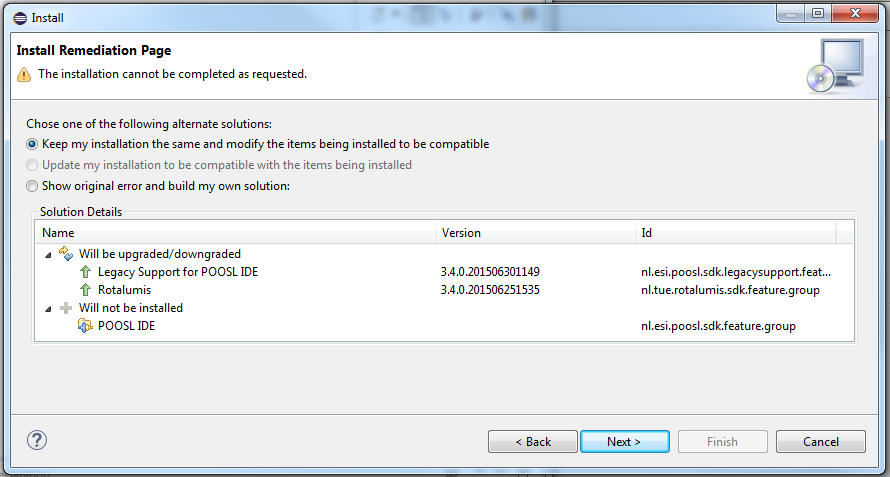 Install
Install Remediation Page
The installation cannot be completed as requested.
Chose one of the following alternate solutions:
Keep my installation the same and modify the items being installed to be compatible
Update my installation to be compatible with the items being installed
Show original error and build my own solution:
Solution Details
Name Version Id
Will be upgraded/downgraded
Legacy Support for POOSL IDE 3.4.0.201506301149 nl.esi.poosl.sdk.legacysupport.feat...
Rotalumis 3.4.0.201506251535 nl.tue.rotalumis.sdk.feature.group
Will not be installed
POOSL IDE nl.esi.poosl.sdk.feature.group
?
< Back Next > Finish Cancel